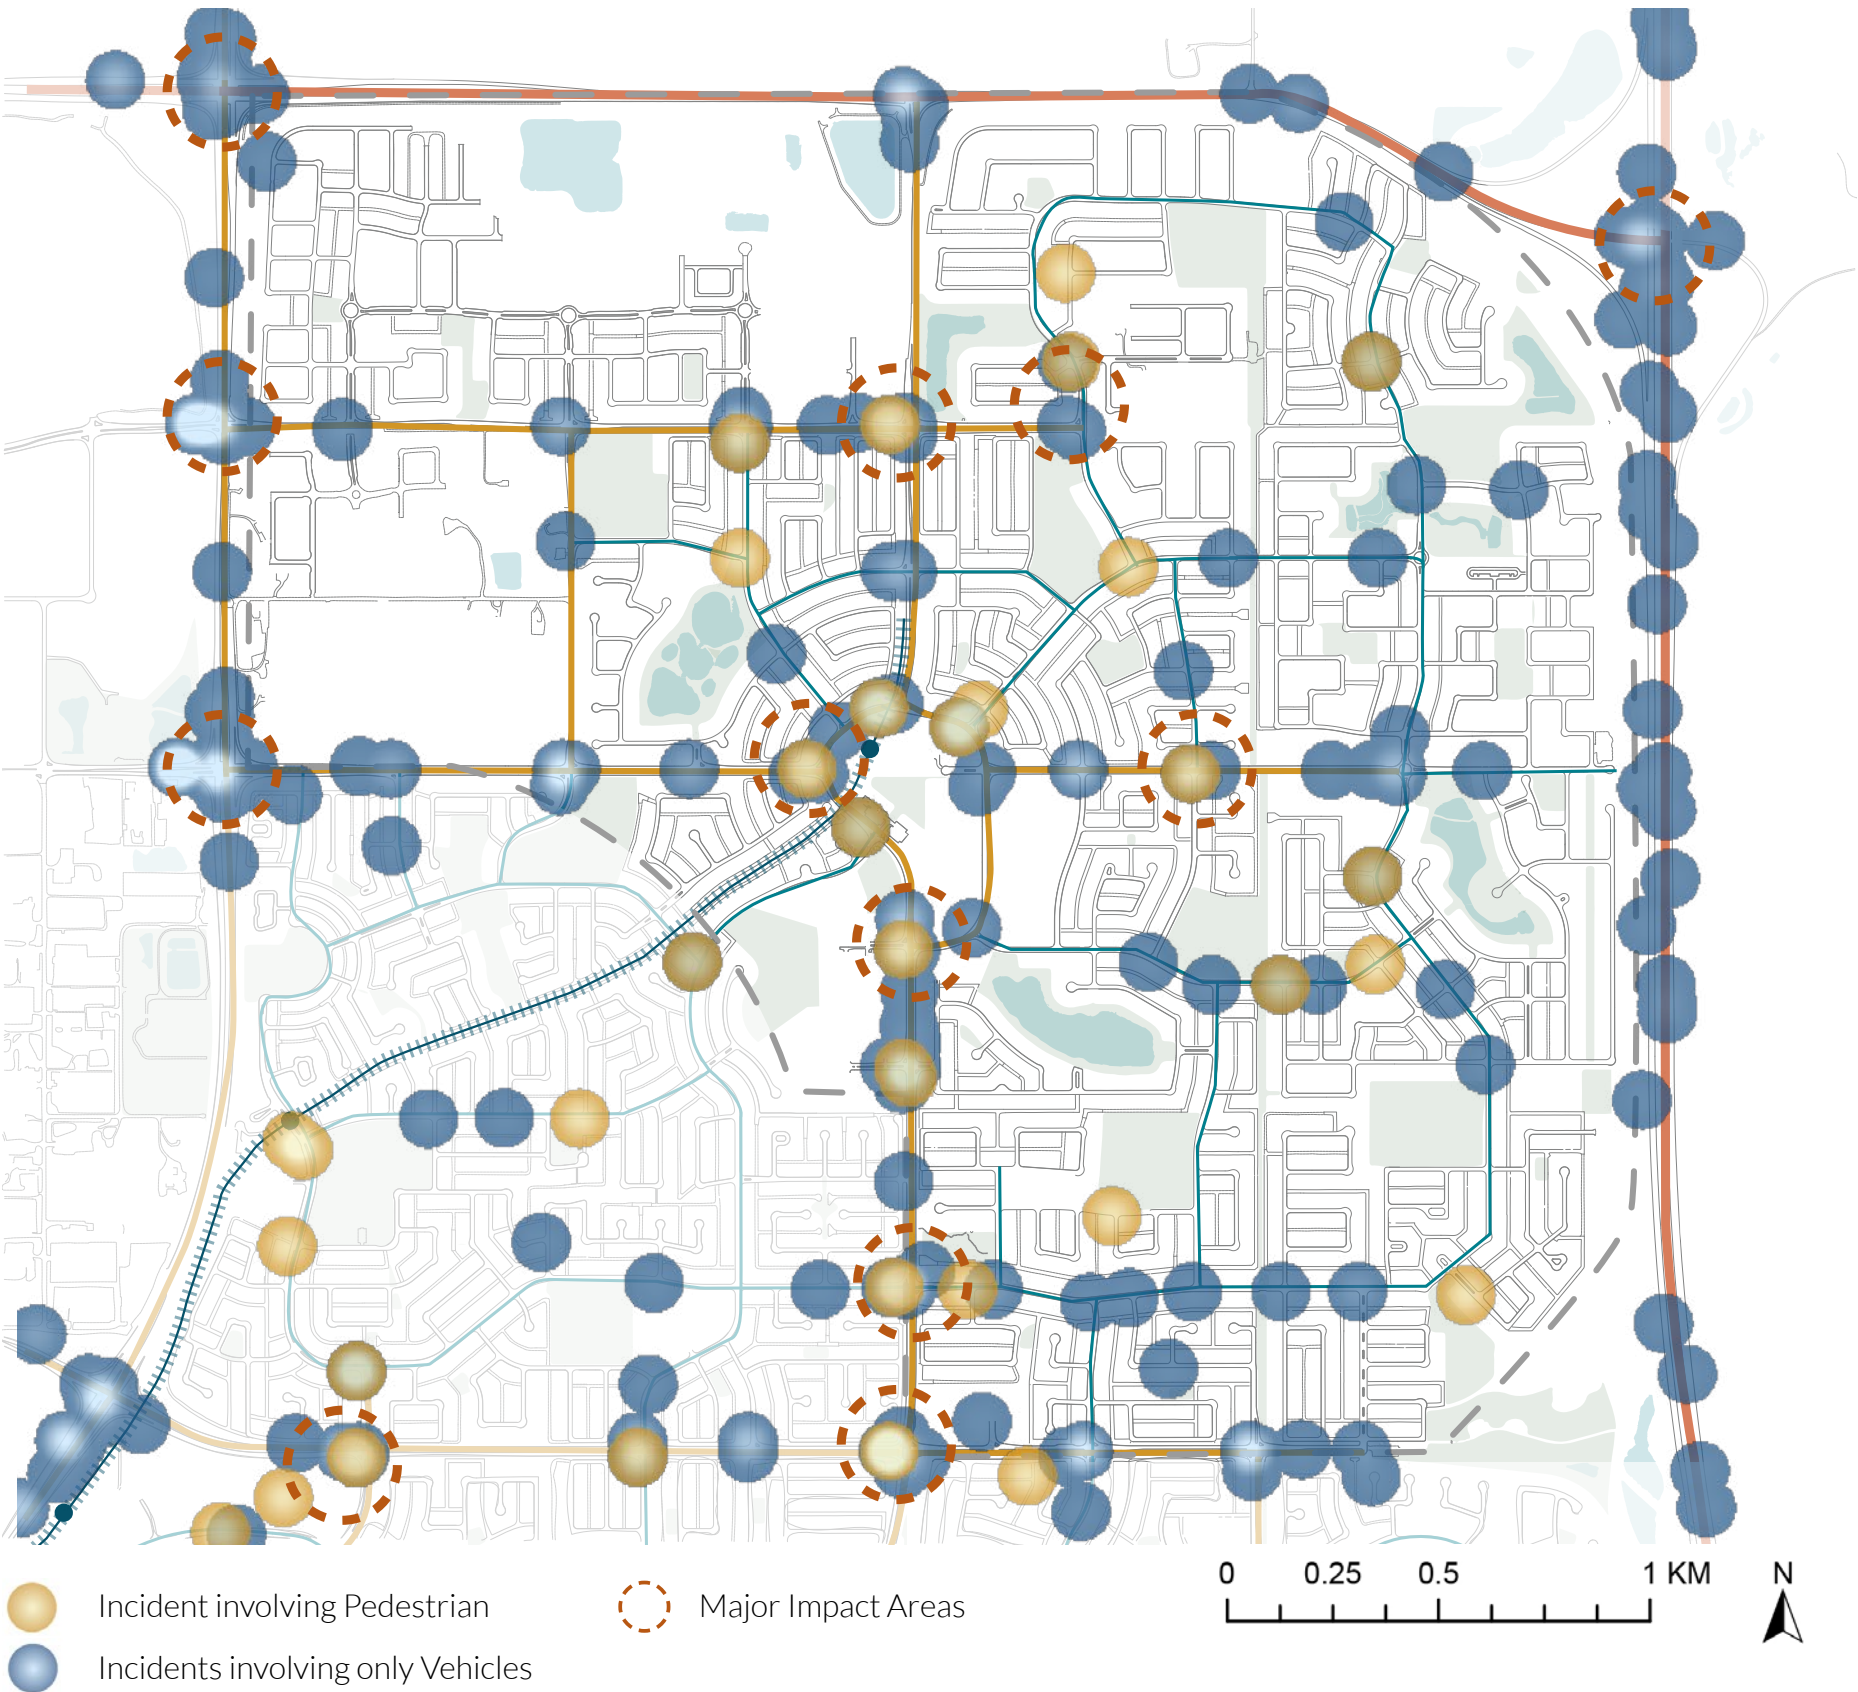 0 0.25 0.5 1 KM N
Incident involving Pedestrian
Major Impact Areas
Incidents involving only Vehicles